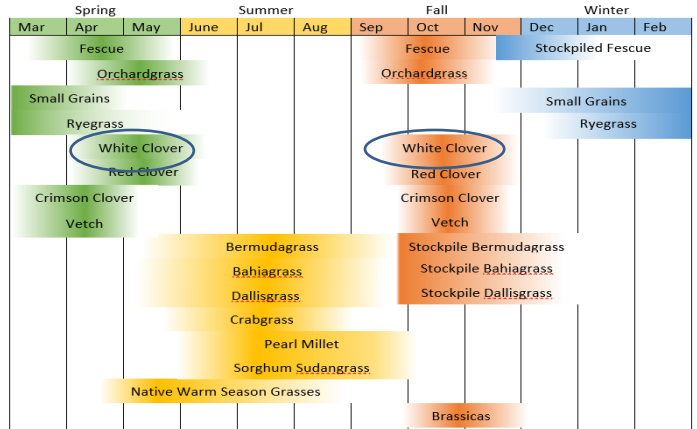 Spring Summer Fall Winter
Mar Apr May June Jul Aug Sep Oct Nov Dec Jan Feb
Fescue Fescue Stockpiled Fescue
Orchardgrass Orchardgrass
Small Grains Small Grains
Ryegrass Ryegrass
White Clover White Clover
Red Clover Red Clover
Crimson Clover Crimson Clover
Vetch Vetch
Bermudagrass Stockpile Bermudagrass
Bahiagrass Stockpile Bahiagrass
Dallisgrass Stockpile Dallisgrass
Crabgrass
Pearl Millet
Sorghum Sudangrass
Native Warm Season Grasses
Brassicas